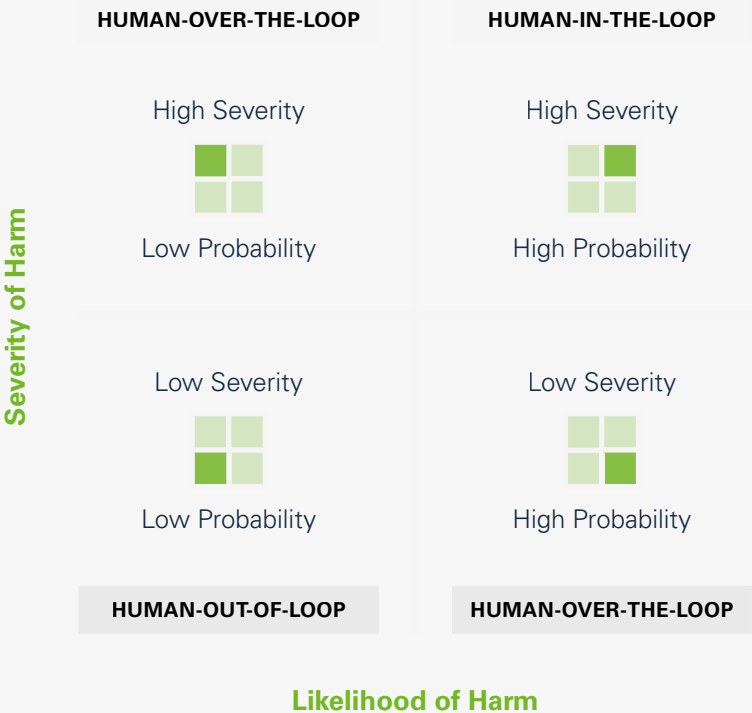 HUMAN-OVER-THE-LOOP
HUMAN-IN-THE-LOOP
High Severity
High Severity
Low Probability
High Probability
Severity of Harm
Low Severity
Low Severity
Low Probability
High Probability
HUMAN-OUT-OF-LOOP
HUMAN-OVER-THE-LOOP
Likelihood of Harm